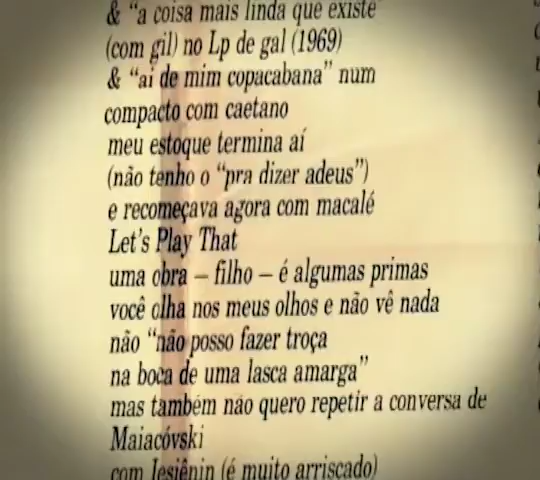 & “a coisa mais linda que existe”
(com gil) no Lp de gal (1969)
& “ai de mim copacabana” num
compacto com caetano
meu estoque termina aí
(não tenho o “pra dizer adeus”)
e recomeçava agora com macalé
Let's Play That
uma obra – filho – é algumas primas
você olha nos meus olhos e não vê nada
não “não posso fazer troça
na boca de uma lasca amarga”
mas também não quero repetir a conversa de
Maiacóvski
com Iesiênin (é muito arriscado)